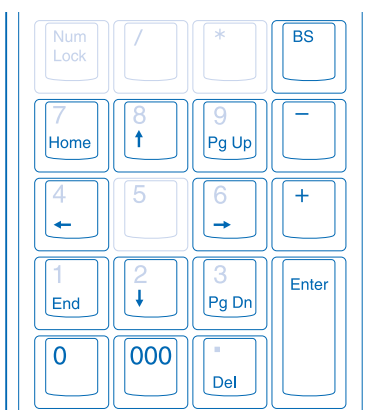 Num Lock / * BS
7 Home 8 ↑ 9 Pg Up −
4 ← 5 6 → +
1 End 2 ↓ 3 Pg Dn Enter
0 000 . Del